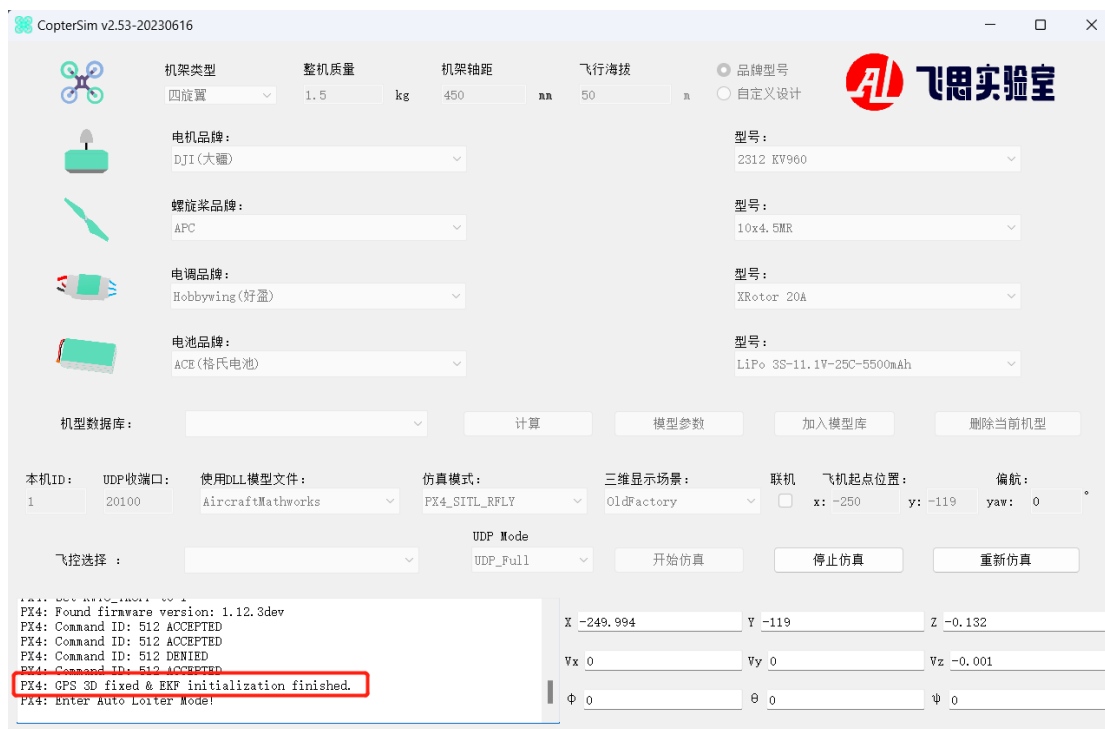 CopterSim v2.53-20230616
机架类型 整机质量 机架轴距 飞行海拔 品牌型号
四旋翼 1.5 kg 450 mm 50 m 自定义设计
飞思实验室
电机品牌： 型号：
DJI(大疆) 2312 KV960
螺旋桨品牌： 型号：
APC 10x4.5MR
电调品牌： 型号：
Hobbywing(好盈) XRotor 20A
电池品牌： 型号：
ACE(格氏电池) LiPo 3S-11.1V-25C-5500mAh
机型数据库： 计算 模型参数 加入模型库 删除当前机型
本机ID： UDP收端口： 使用DLL模型文件： 仿真模式： 三维显示场景： 联机 飞机起点位置： 偏航：
1 20100 AircraftMathworks PX4_SITL_RFLY OldFactory x: -250 y: -119 yaw: 0 °
UDP Mode
飞控选择 ： UDP_Full 开始仿真 停止仿真 重新仿真
PX4: Found firmware version: 1.12.3dev
PX4: Command ID: 512 ACCEPTED
PX4: Command ID: 512 ACCEPTED
PX4: Command ID: 512 DENIED
PX4: Command ID: 512 ACCEPTED
PX4: GPS 3D fixed & EKF initialization finished.
PX4: Enter Auto Loiter Mode!
X -249.994 Y -119 Z -0.132
Vx 0 Vy 0 Vz -0.001
Φ 0 θ 0 ψ 0